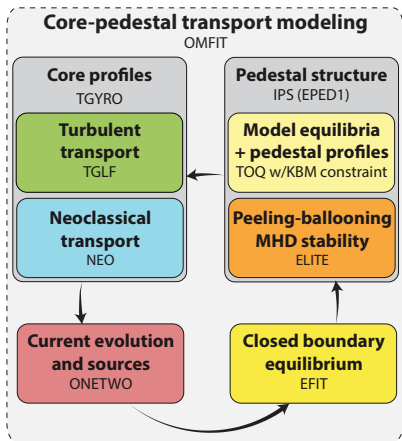 Core-pedestal transport modeling
OMFIT
Core profiles
TGYRO
Turbulent
transport
TGLF
Neoclassical
transport
NEO
Pedestal structure
IPS (EPED1)
Model equilibria
+ pedestal profiles
TOQ w/KBM constraint
Peeling-ballooning
MHD stability
ELITE
Current evolution
and sources
ONETWO
Closed boundary
equilibrium
EFIT